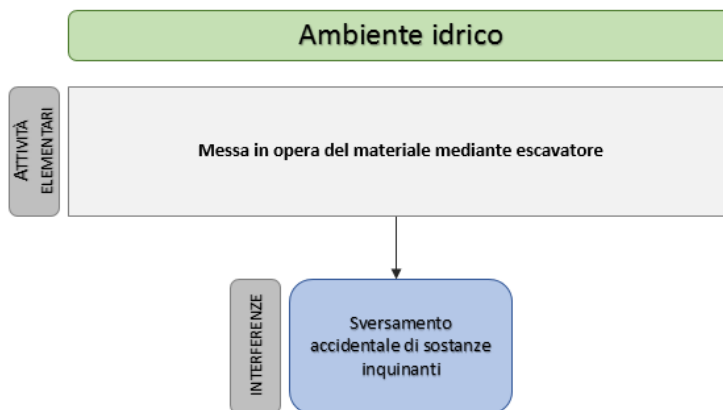 Ambiente idrico
ATTIVITÀ
ELEMENTARI
Messa in opera del materiale mediante escavatore
INTERFERENZE
Sversamento
accidentale di sostanze
inquinanti